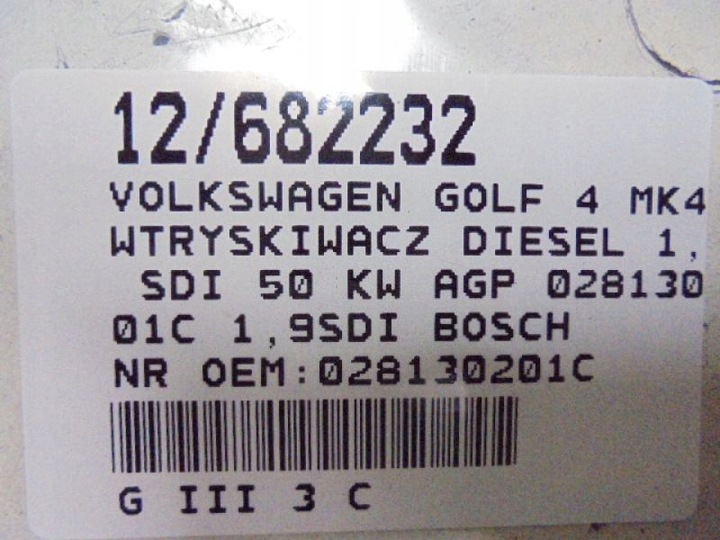 12/682232
VOLKSWAGEN GOLF 4 MK4
WTRYSKIWACZ DIESEL 1,
SDI 50 KW AGP 028130
01C 1,9SDI BOSCH
NR OEM:028130201C
G III 3 C